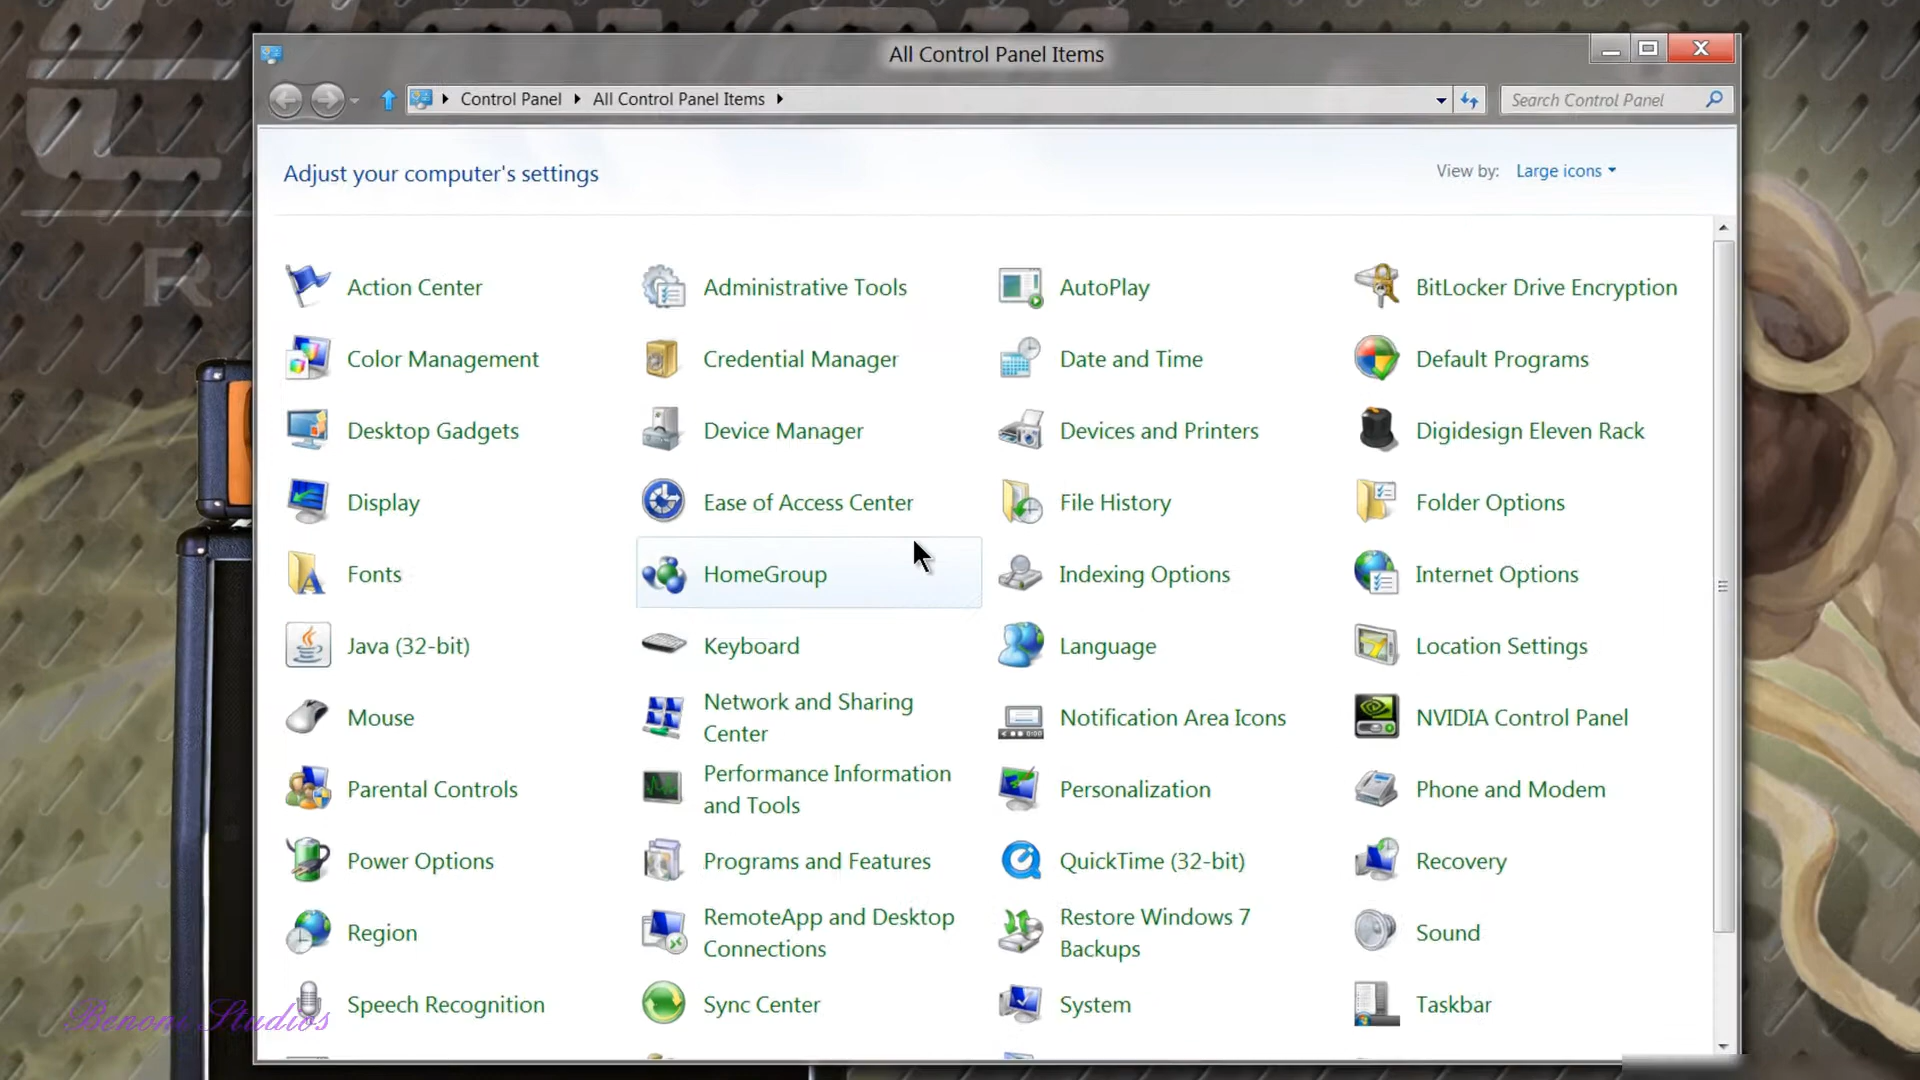 All Control Panel Items
Control Panel
All Control Panel Items
Search Control Panel
Adjust your computer's settings
View by:
Large icons
Action Center
Administrative Tools
AutoPlay
BitLocker Drive Encryption
Color Management
Credential Manager
Date and Time
Default Programs
Desktop Gadgets
Device Manager
Devices and Printers
Digidesign Eleven Rack
Display
Ease of Access Center
File History
Folder Options
Fonts
HomeGroup
Indexing Options
Internet Options
Java (32-bit)
Keyboard
Language
Location Settings
Mouse
Network and Sharing
Center
Notification Area Icons
NVIDIA Control Panel
Parental Controls
Performance Information
and Tools
Personalization
Phone and Modem
Power Options
Programs and Features
QuickTime (32-bit)
Recovery
Region
RemoteApp and Desktop
Connections
Restore Windows 7
Backups
Sound
Speech Recognition
Sync Center
System
Taskbar
Benoni Studios
R